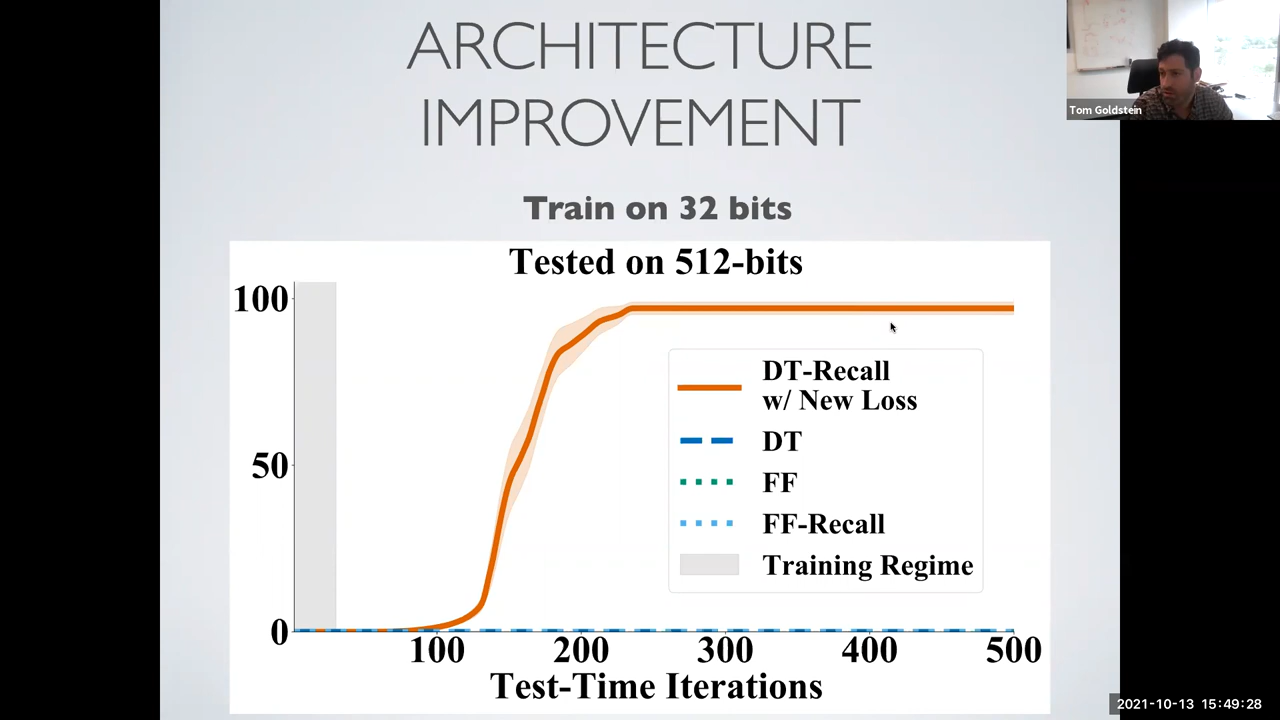 ARCHITECTURE
IMPROVEMENT
Tom Goldstein
Train on 32 bits
Tested on 512-bits
100
50
0
DT-Recall
w/ New Loss
DT
FF
FF-Recall
Training Regime
100 200 300 400 500
Test-Time Iterations
2021-10-13 15:49:28